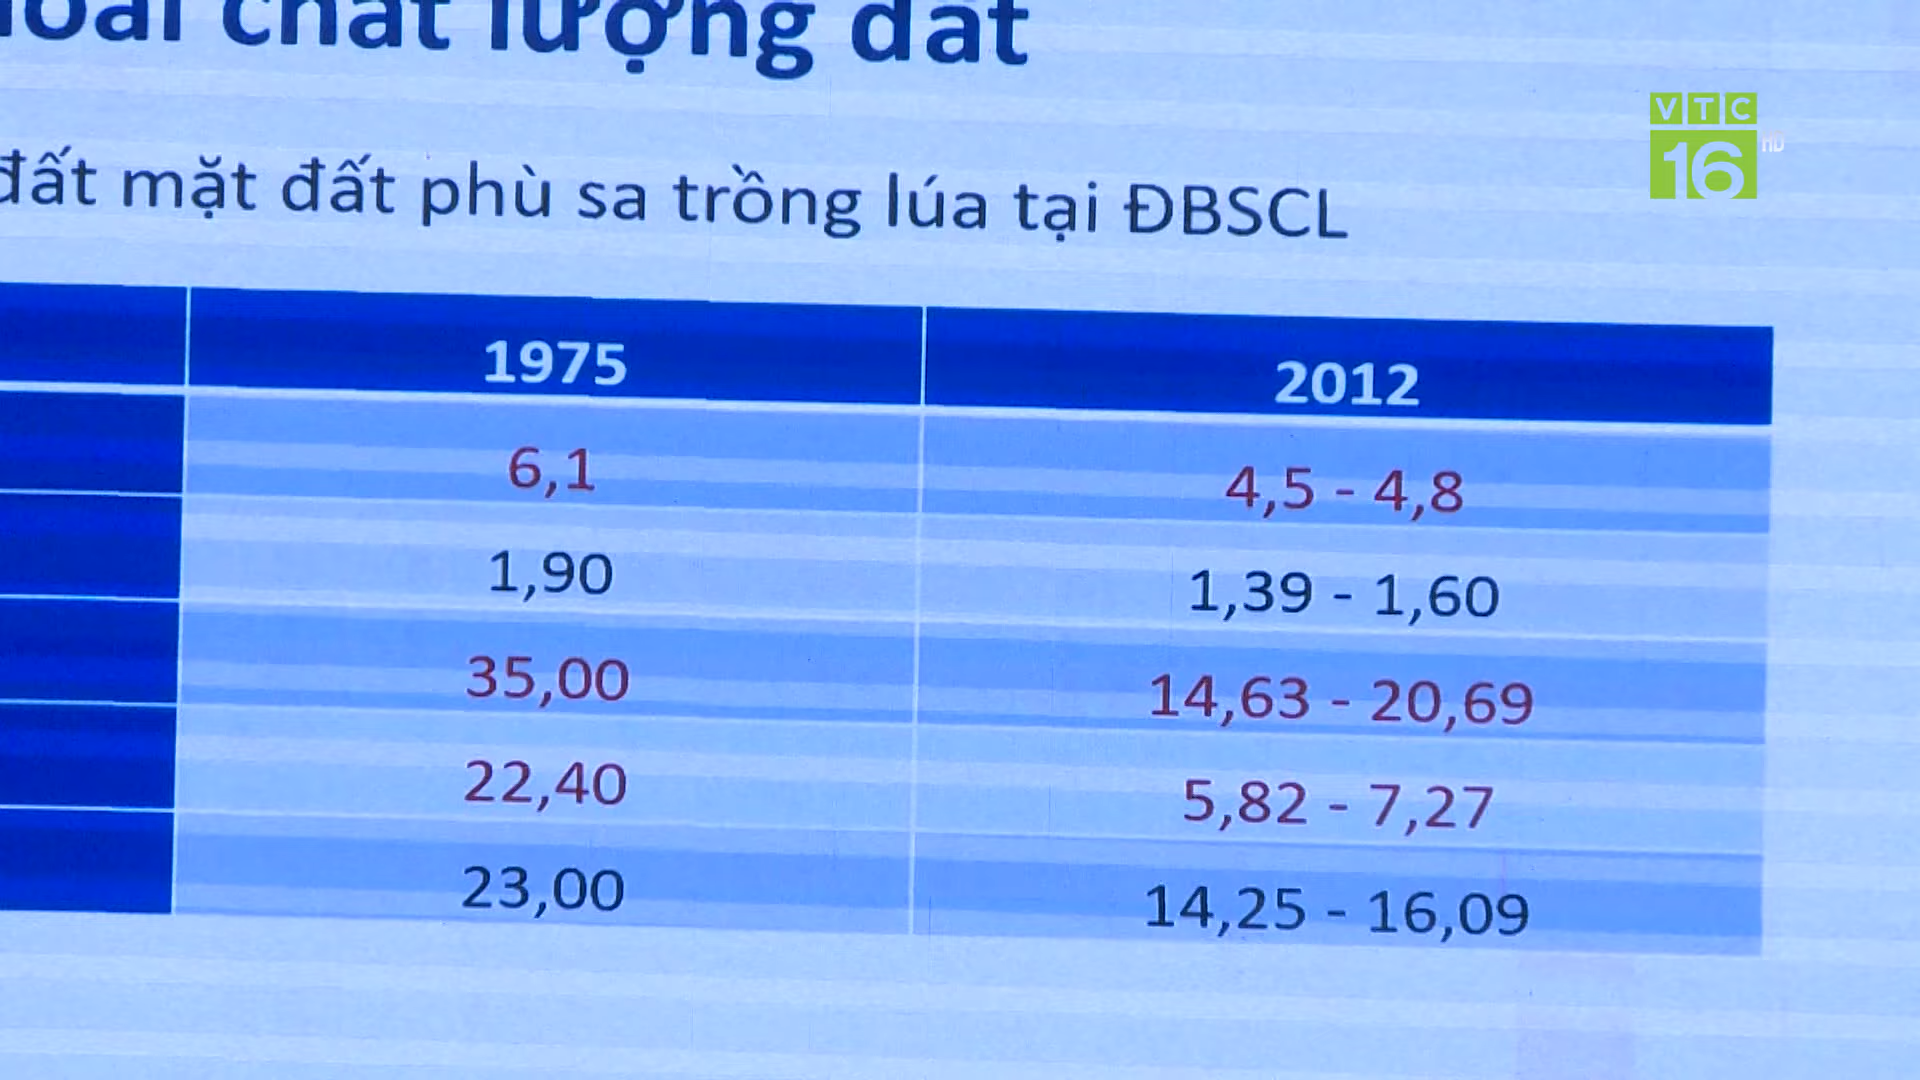 chất lượng đất
VTC
16 HD
đất mặt đất phù sa trồng lúa tại ĐBSCL
1975 2012
6,1 4,5 - 4,8
1,90 1,39 - 1,60
35,00 14,63 - 20,69
22,40 5,82 - 7,27
23,00 14,25 - 16,09